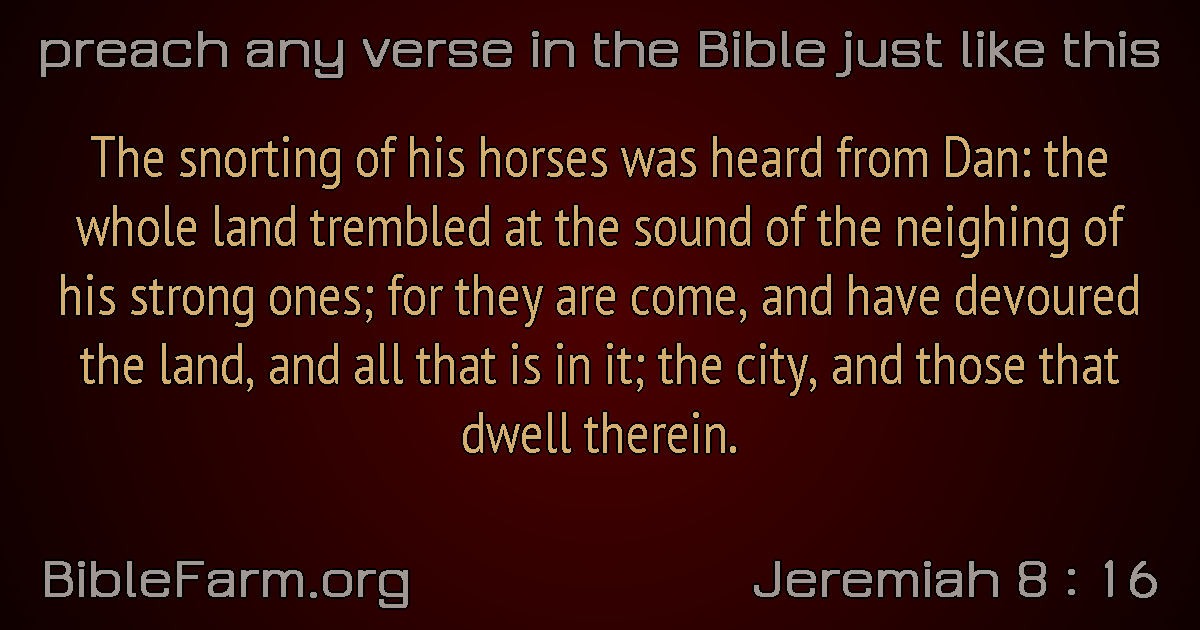 preach any verse in the Bible just like this
The snorting of his horses was heard from Dan: the
whole land trembled at the sound of the neighing of
his strong ones; for they are come, and have devoured
the land, and all that is in it; the city, and those that
dwell therein.
BibleFarm.org
Jeremiah 8 : 16